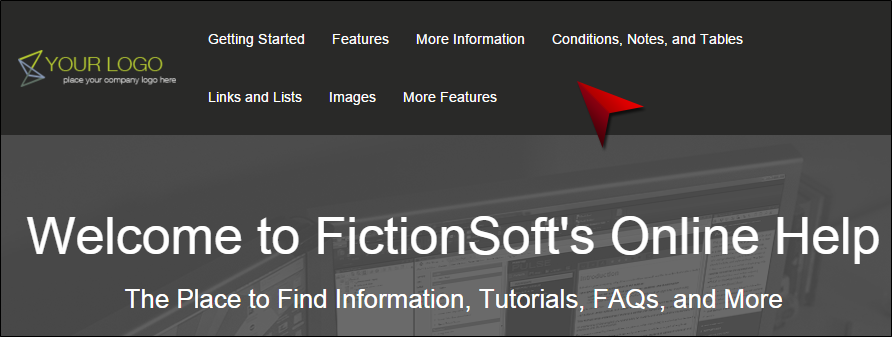 Getting Started Features More Information Conditions, Notes, and Tables
YOUR LOGO
place your company logo here
Links and Lists Images More Features
Welcome to FictionSoft's Online Help
The Place to Find Information, Tutorials, FAQs, and More